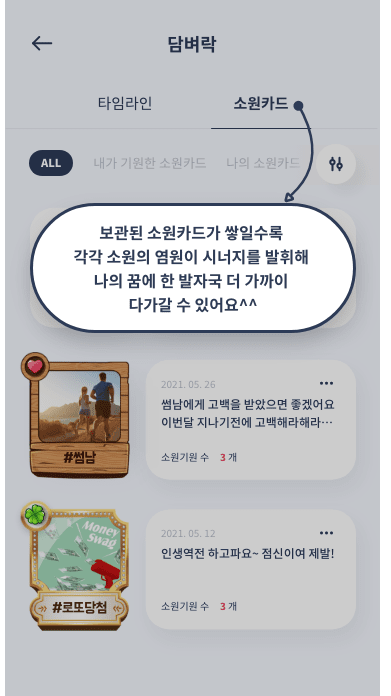 담벼락
타임라인
소원카드
ALL
내가 기원한 소원카드
나의 소원카드
보관된 소원카드가 쌓일수록
각각 소원의 염원이 시너지를 발휘해
나의 꿈에 한 발자국 더 가까이
다가갈 수 있어요^^
2021. 05. 26
썸남에게 고백을 받았으면 좋겠어요
이번달 지나기전에 고백해라해라…
소원기원 수 3 개
#썸남
2021. 05. 12
인생역전 하고파요~ 점신이여 제발!
Money
Swag
소원기원 수 3 개
#로또당첨